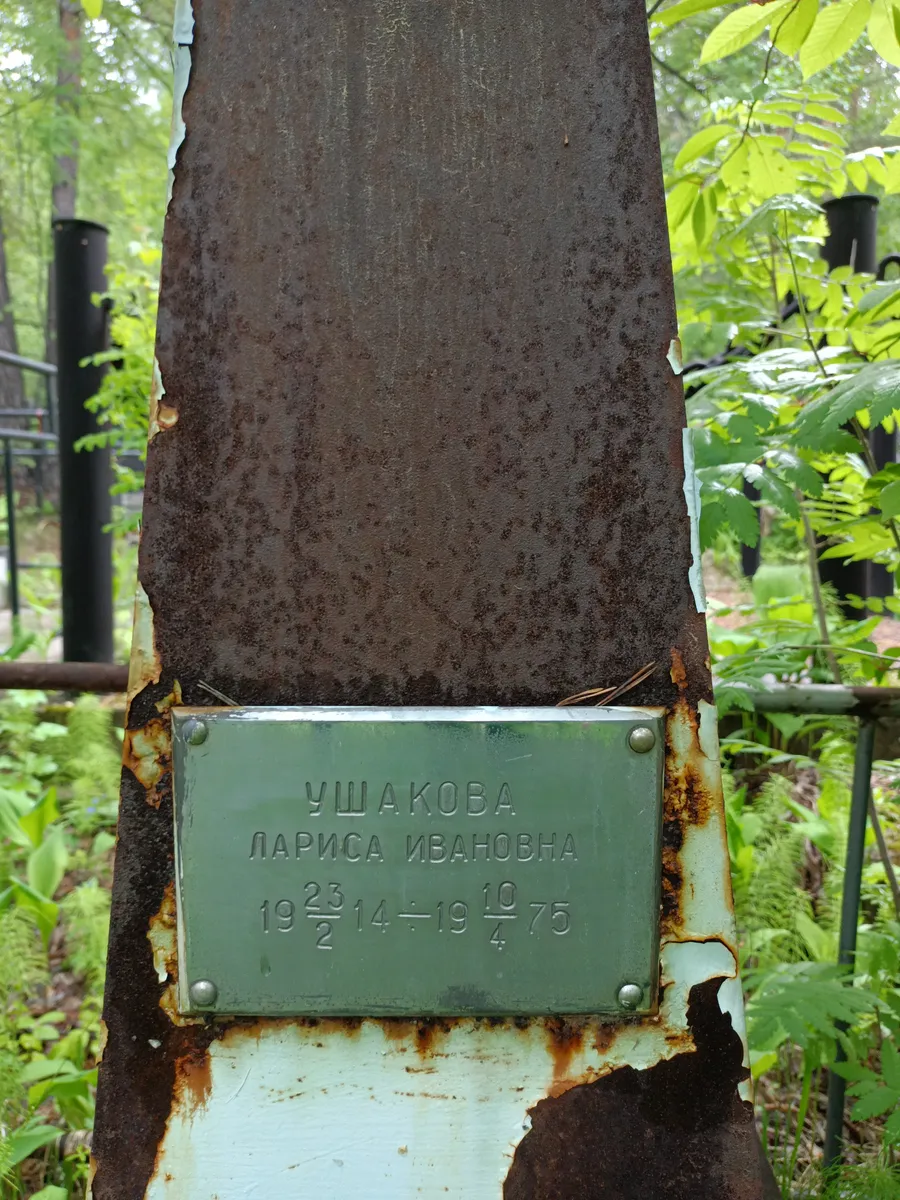 УШАКОВА
ЛАРИСА ИВАНОВНА
19 23/2 14 ÷ 19 10/4 75